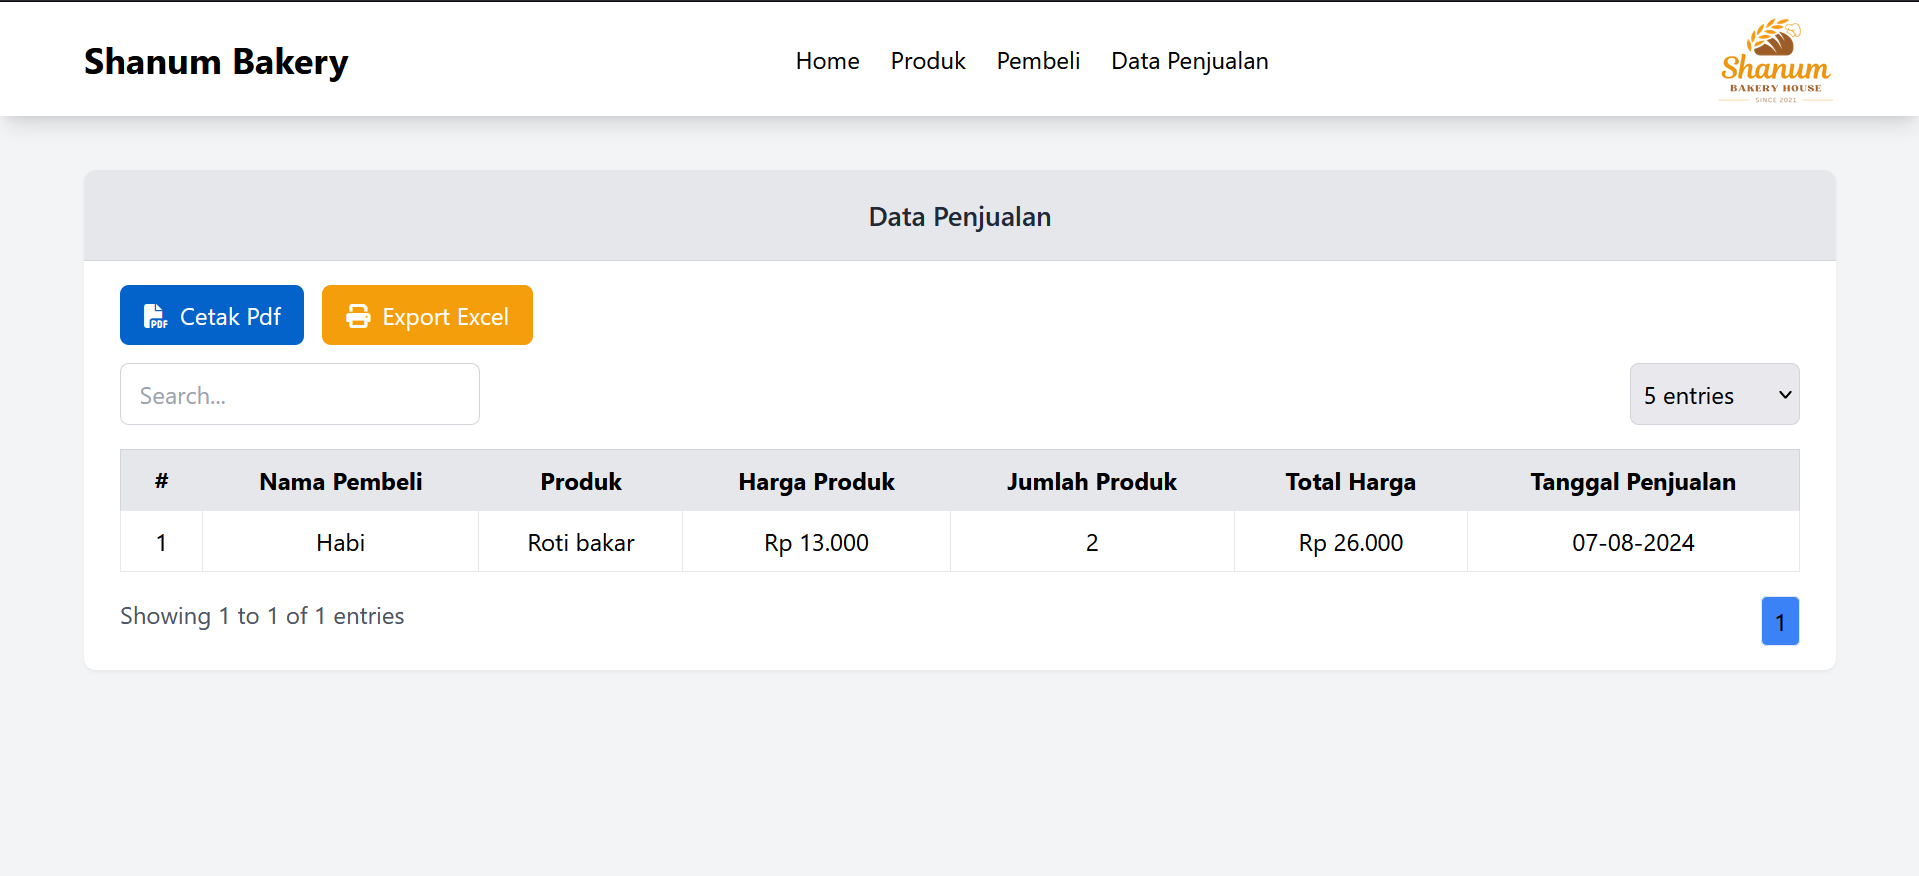 Shanum Bakery
Home Produk Pembeli Data Penjualan
Shanum
BAKERY HOUSE
SINCE 2021
Data Penjualan
PDF Cetak Pdf Export Excel
Search...
5 entries
# Nama Pembeli Produk Harga Produk Jumlah Produk Total Harga Tanggal Penjualan
1 Habi Roti bakar Rp 13.000 2 Rp 26.000 07-08-2024
Showing 1 to 1 of 1 entries
1